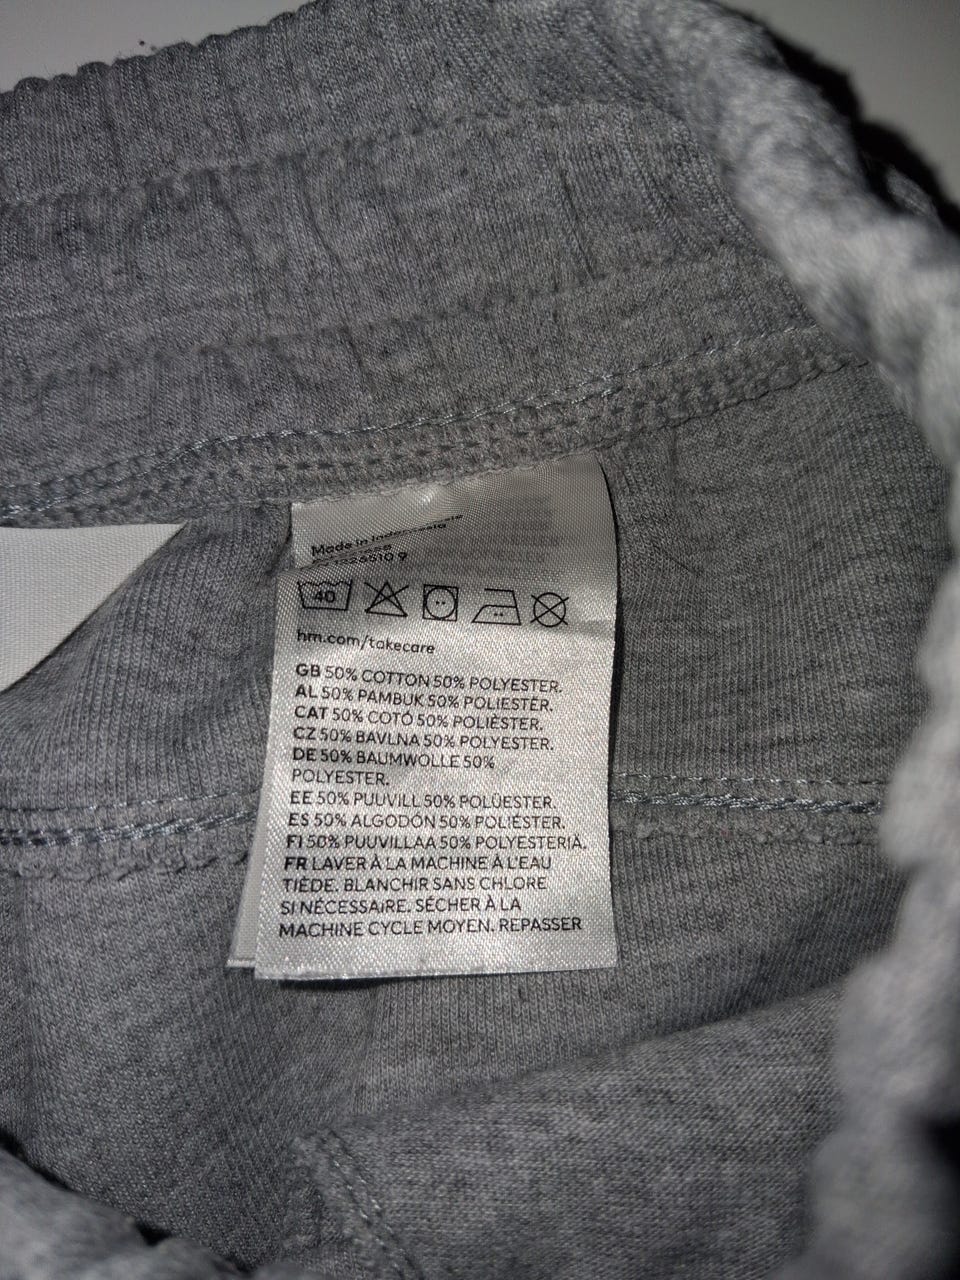 Made in Indonesia
40
hm.com/takecare
GB 50% COTTON 50% POLYESTER.
AL 50% PAMBUK 50% POLIESTËR.
CAT 50% COTÓ 50% POLIÈSTER.
CZ 50% BAVLNA 50% POLYESTER.
DE 50% BAUMWOLLE 50%
POLYESTER.
EE 50% PUUVILL 50% POLÜESTER.
ES 50% ALGODÓN 50% POLIÉSTER.
FI 50% PUUVILLAA 50% POLYESTERIÄ.
FR LAVER À LA MACHINE À L'EAU
TIÈDE. BLANCHIR SANS CHLORE
SI NÉCESSAIRE. SÉCHER À LA
MACHINE CYCLE MOYEN. REPASSER